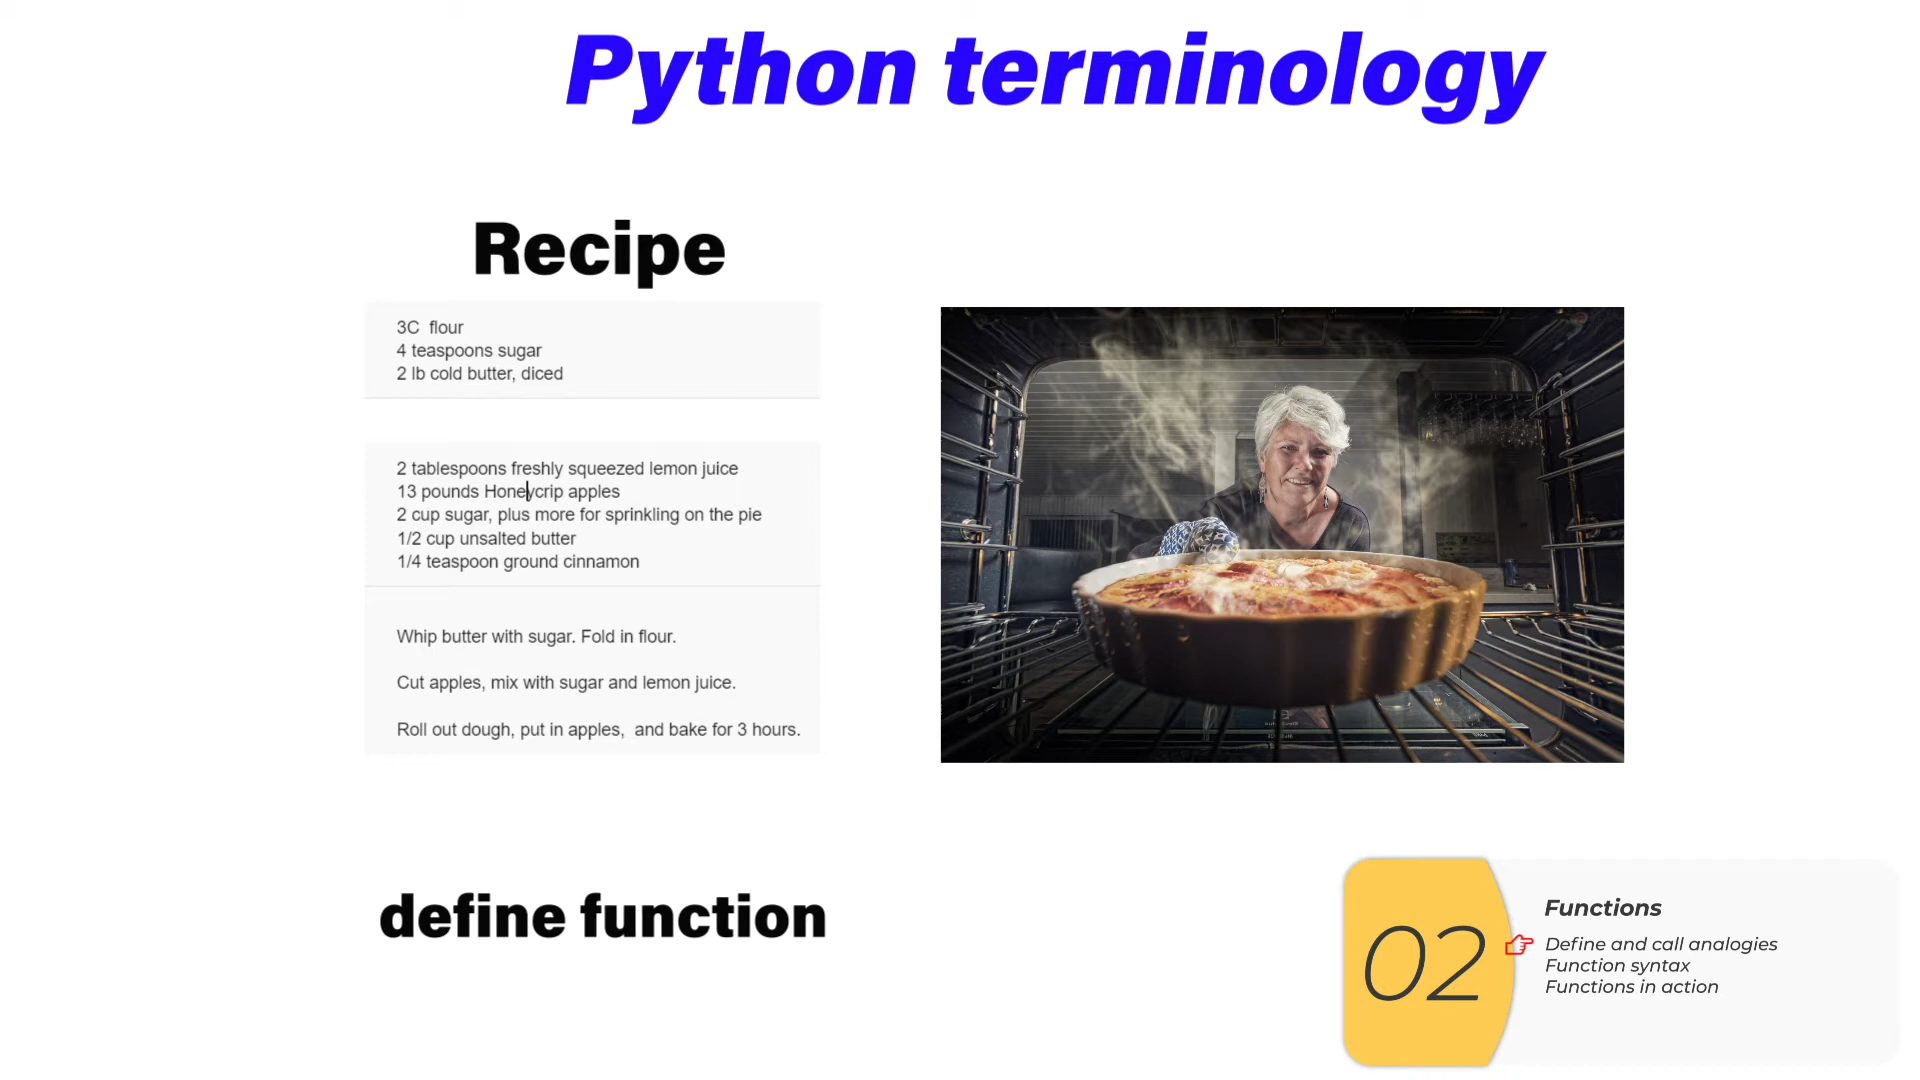 Python terminology
Recipe
3C flour
4 teaspoons sugar
2 lb cold butter, diced
2 tablespoons freshly squeezed lemon juice
13 pounds Honeycrip apples
2 cup sugar, plus more for sprinkling on the pie
1/2 cup unsalted butter
1/4 teaspoon ground cinnamon
Whip butter with sugar. Fold in flour.
Cut apples, mix with sugar and lemon juice.
Roll out dough, put in apples, and bake for 3 hours.
define function
02
Functions
Define and call analogies
Function syntax
Functions in action